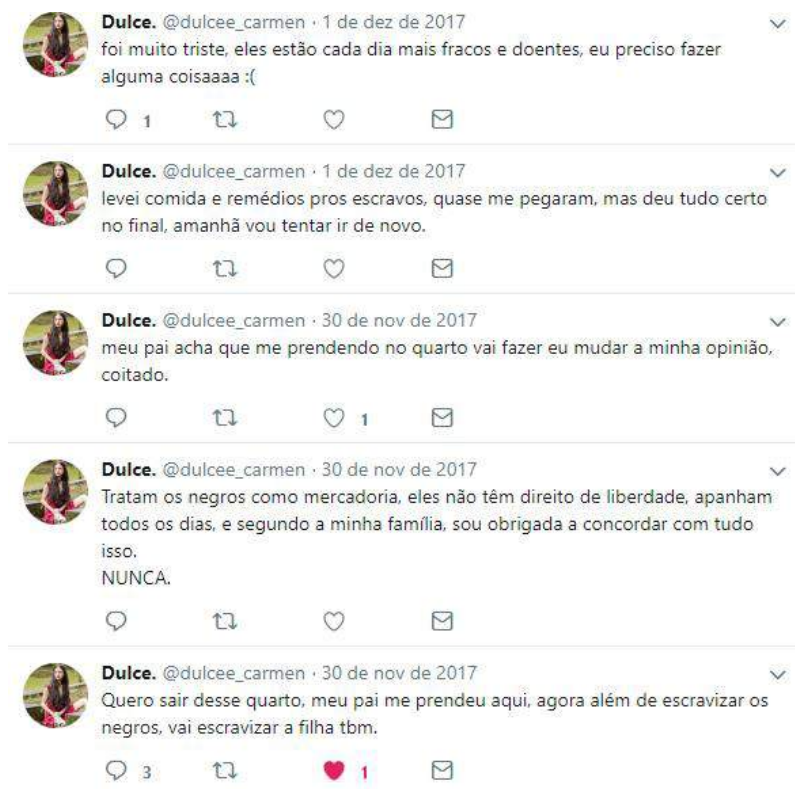 Dulce. @dulcee_carmen · 1 de dez de 2017
foi muito triste, eles estão cada dia mais fracos e doentes, eu preciso fazer
alguma coisaaaa :(
1
Dulce. @dulcee_carmen · 1 de dez de 2017
levei comida e remédios pros escravos, quase me pegaram, mas deu tudo certo
no final, amanhã vou tentar ir de novo.
Dulce. @dulcee_carmen · 30 de nov de 2017
meu pai acha que me prendendo no quarto vai fazer eu mudar a minha opinião,
coitado.
1
Dulce. @dulcee_carmen · 30 de nov de 2017
Tratam os negros como mercadoria, eles não têm direito de liberdade, apanham
todos os dias, e segundo a minha família, sou obrigada a concordar com tudo
isso.
NUNCA.
Dulce. @dulcee_carmen · 30 de nov de 2017
Quero sair desse quarto, meu pai me prendeu aqui, agora além de escravizar os
negros, vai escravizar a filha tbm.
3 1